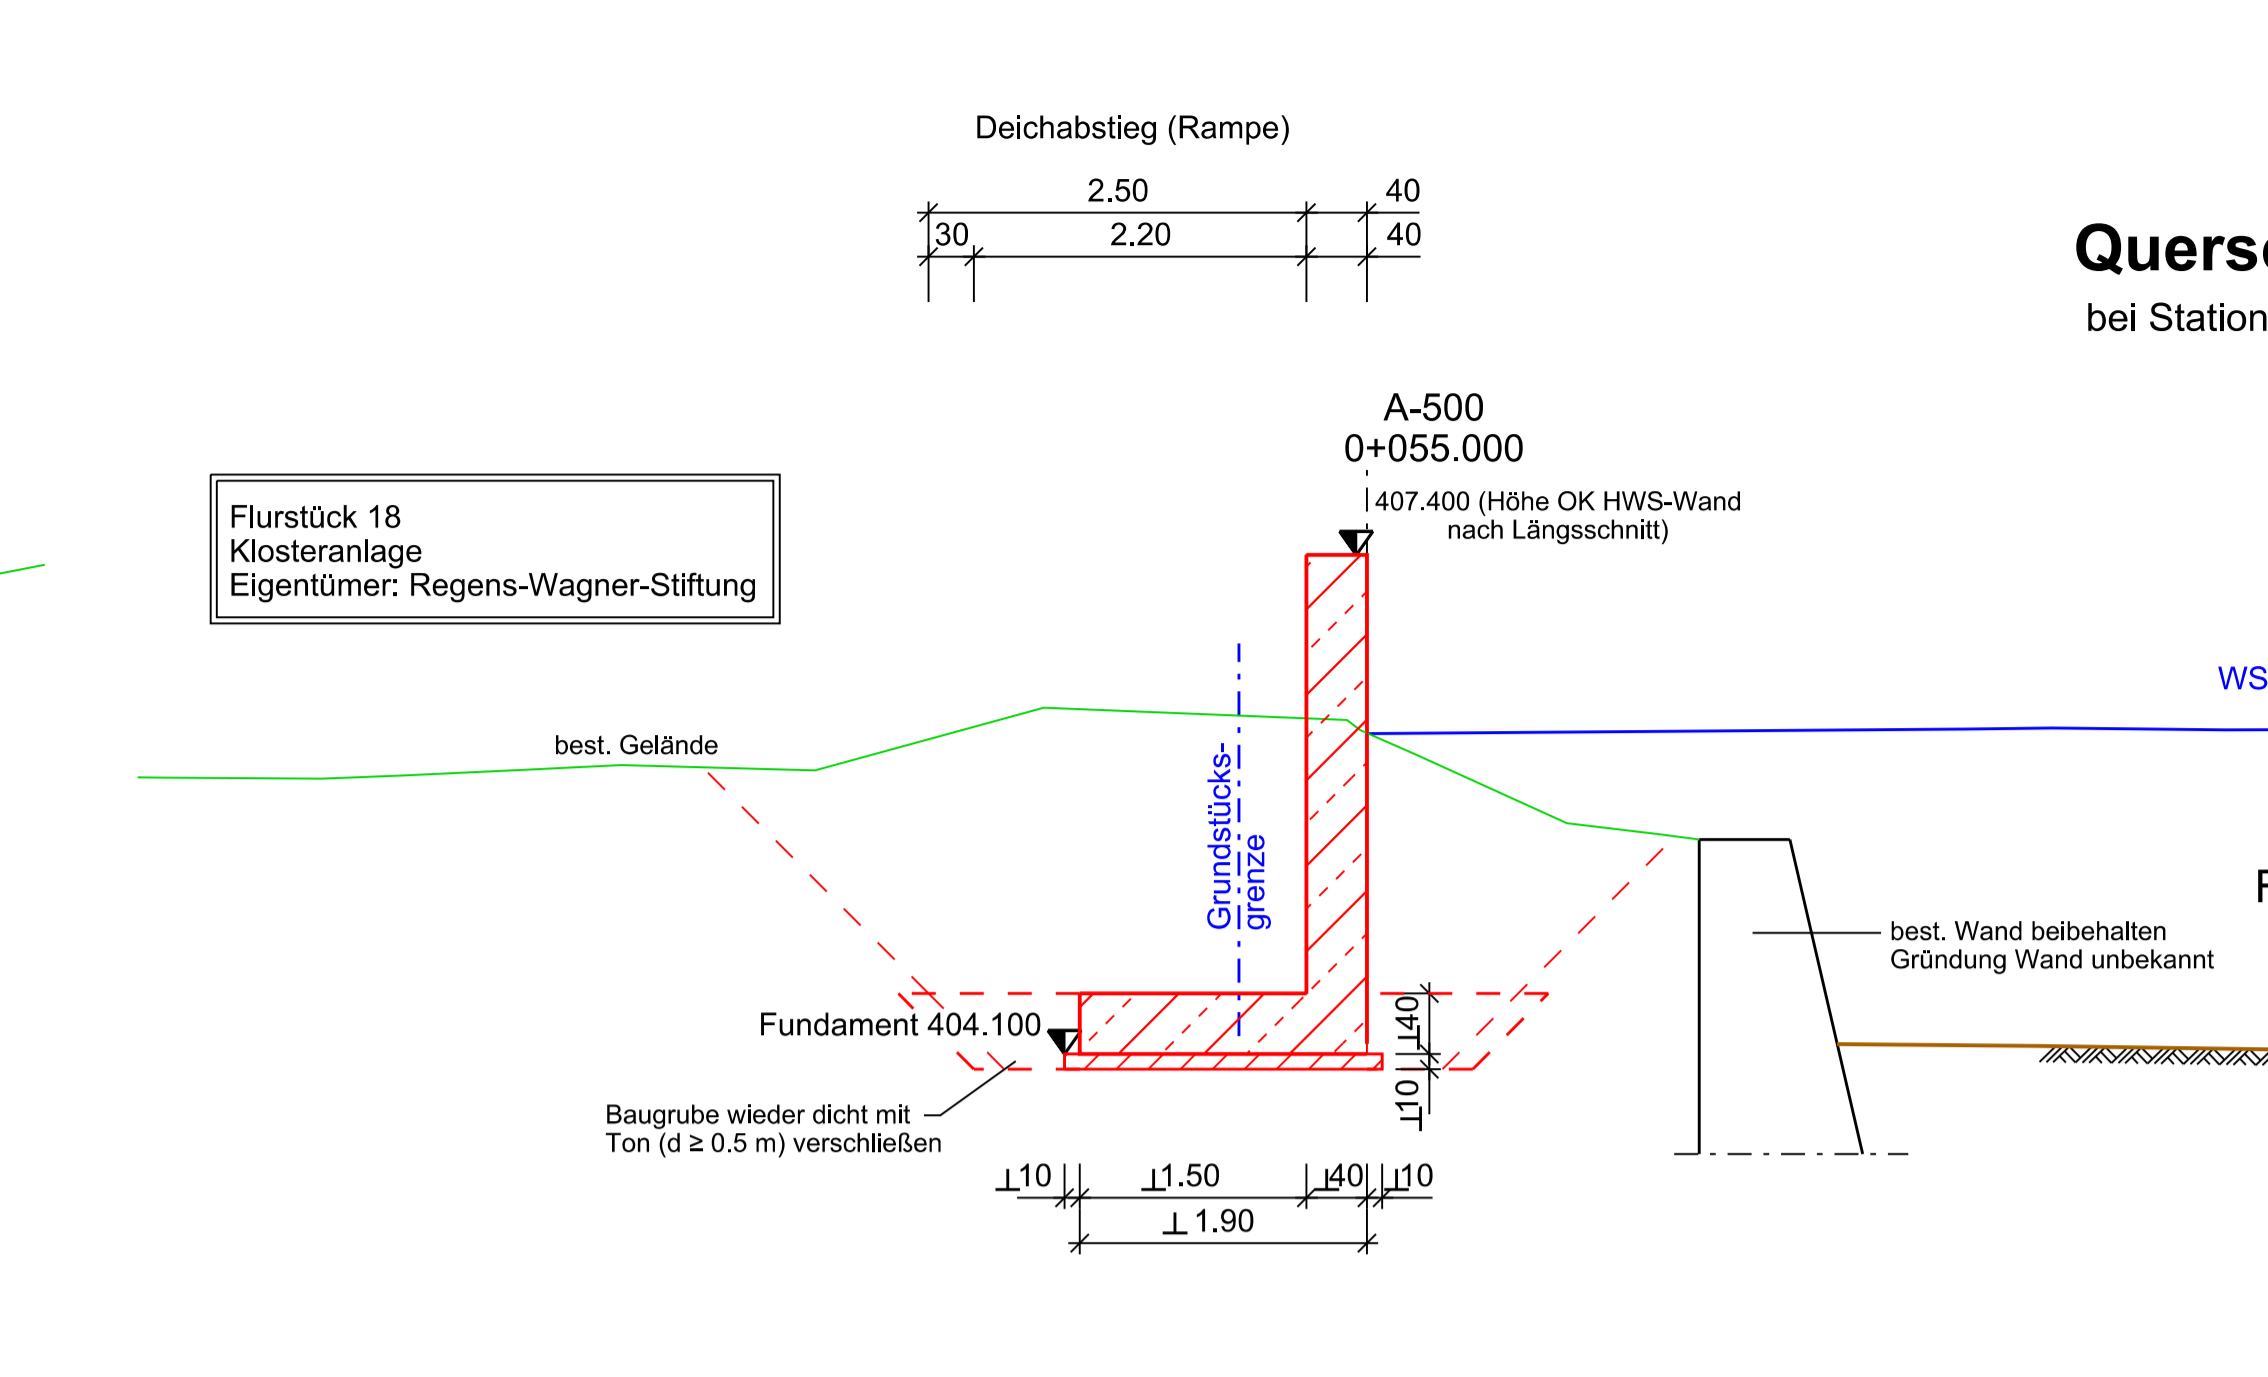 Deichabstieg (Rampe)
2.50 40
30 2.20 40
Quers
bei Station
A-500
0+055.000
407.400 (Höhe OK HWS-Wand
nach Längsschnitt)
Flurstück 18
Klosteranlage
Eigentümer: Regens-Wagner-Stiftung
WS
best. Gelände
Grundstücks-
grenze
best. Wand beibehalten
Gründung Wand unbekannt
Fundament 404.100
⊥40
⊥10
Baugrube wieder dicht mit
Ton (d ≥ 0.5 m) verschließen
⊥10 ⊥1.50 ⊥40 ⊥10
⊥1.90